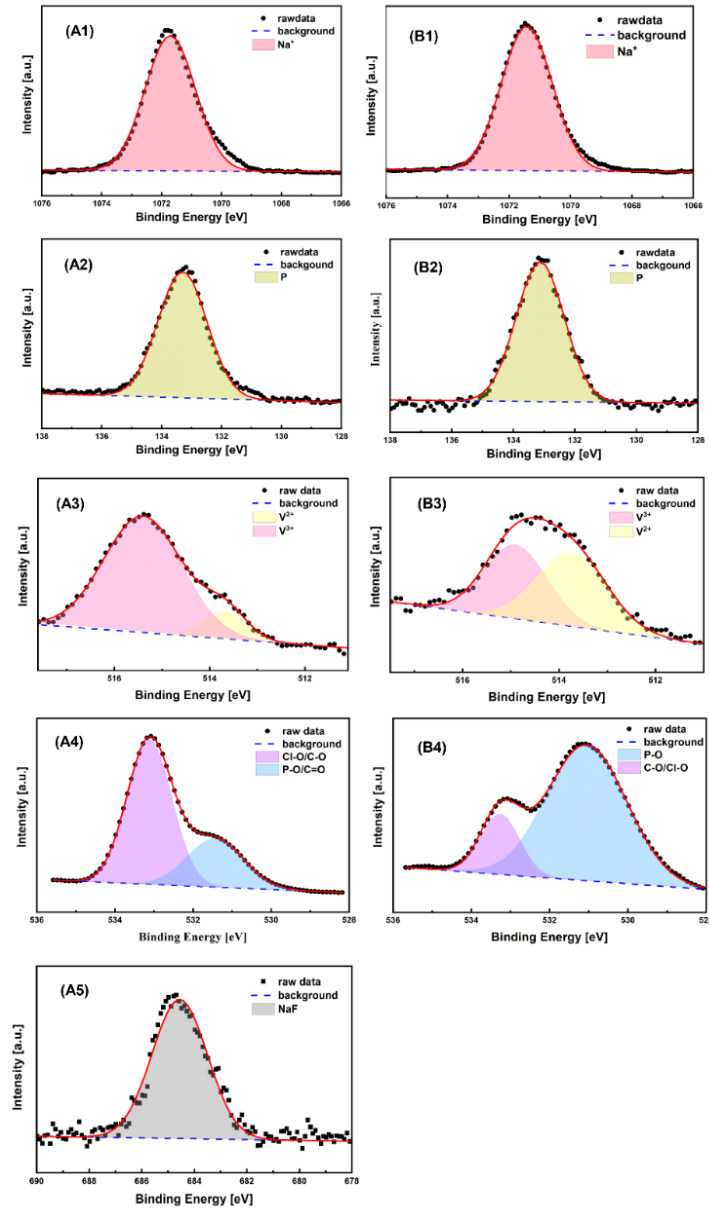 (A1)
rawdata
background
Na⁺
Intensity [a.u.]
1076 1074 1072 1070 1068 1066
Binding Energy [eV]
(B1)
rawdata
background
Na⁺
Intensity [a.u.]
1076 1074 1072 1070 1068 1066
Binding Energy [eV]
(A2)
rawdata
backgound
P
Intensity [a.u.]
138 136 134 132 130 128
Binding Energy [eV]
(B2)
rawdata
backgound
P
Intensity [a.u.]
138 136 134 132 130 128
Binding Energy [eV]
(A3)
raw data
background
V²⁺
V³⁺
Intensity [a.u.]
516 514 512
Binding Energy [eV]
(B3)
raw data
background
V³⁺
V²⁺
Intensity [a.u.]
516 514 512
Binding Energy [eV]
(A4)
raw data
background
Cl-O/C-O
P-O/C=O
Intensity [a.u.]
536 534 532 530 528
Binding Energy [eV]
(B4)
raw data
background
P-O
C-O/Cl-O
Intensity [a.u.]
536 533 531 530 528
Binding Energy [eV]
(A5)
raw data
background
NaF
Intensity [a.u.]
690 688 686 684 682 680 678
Binding Energy [eV]